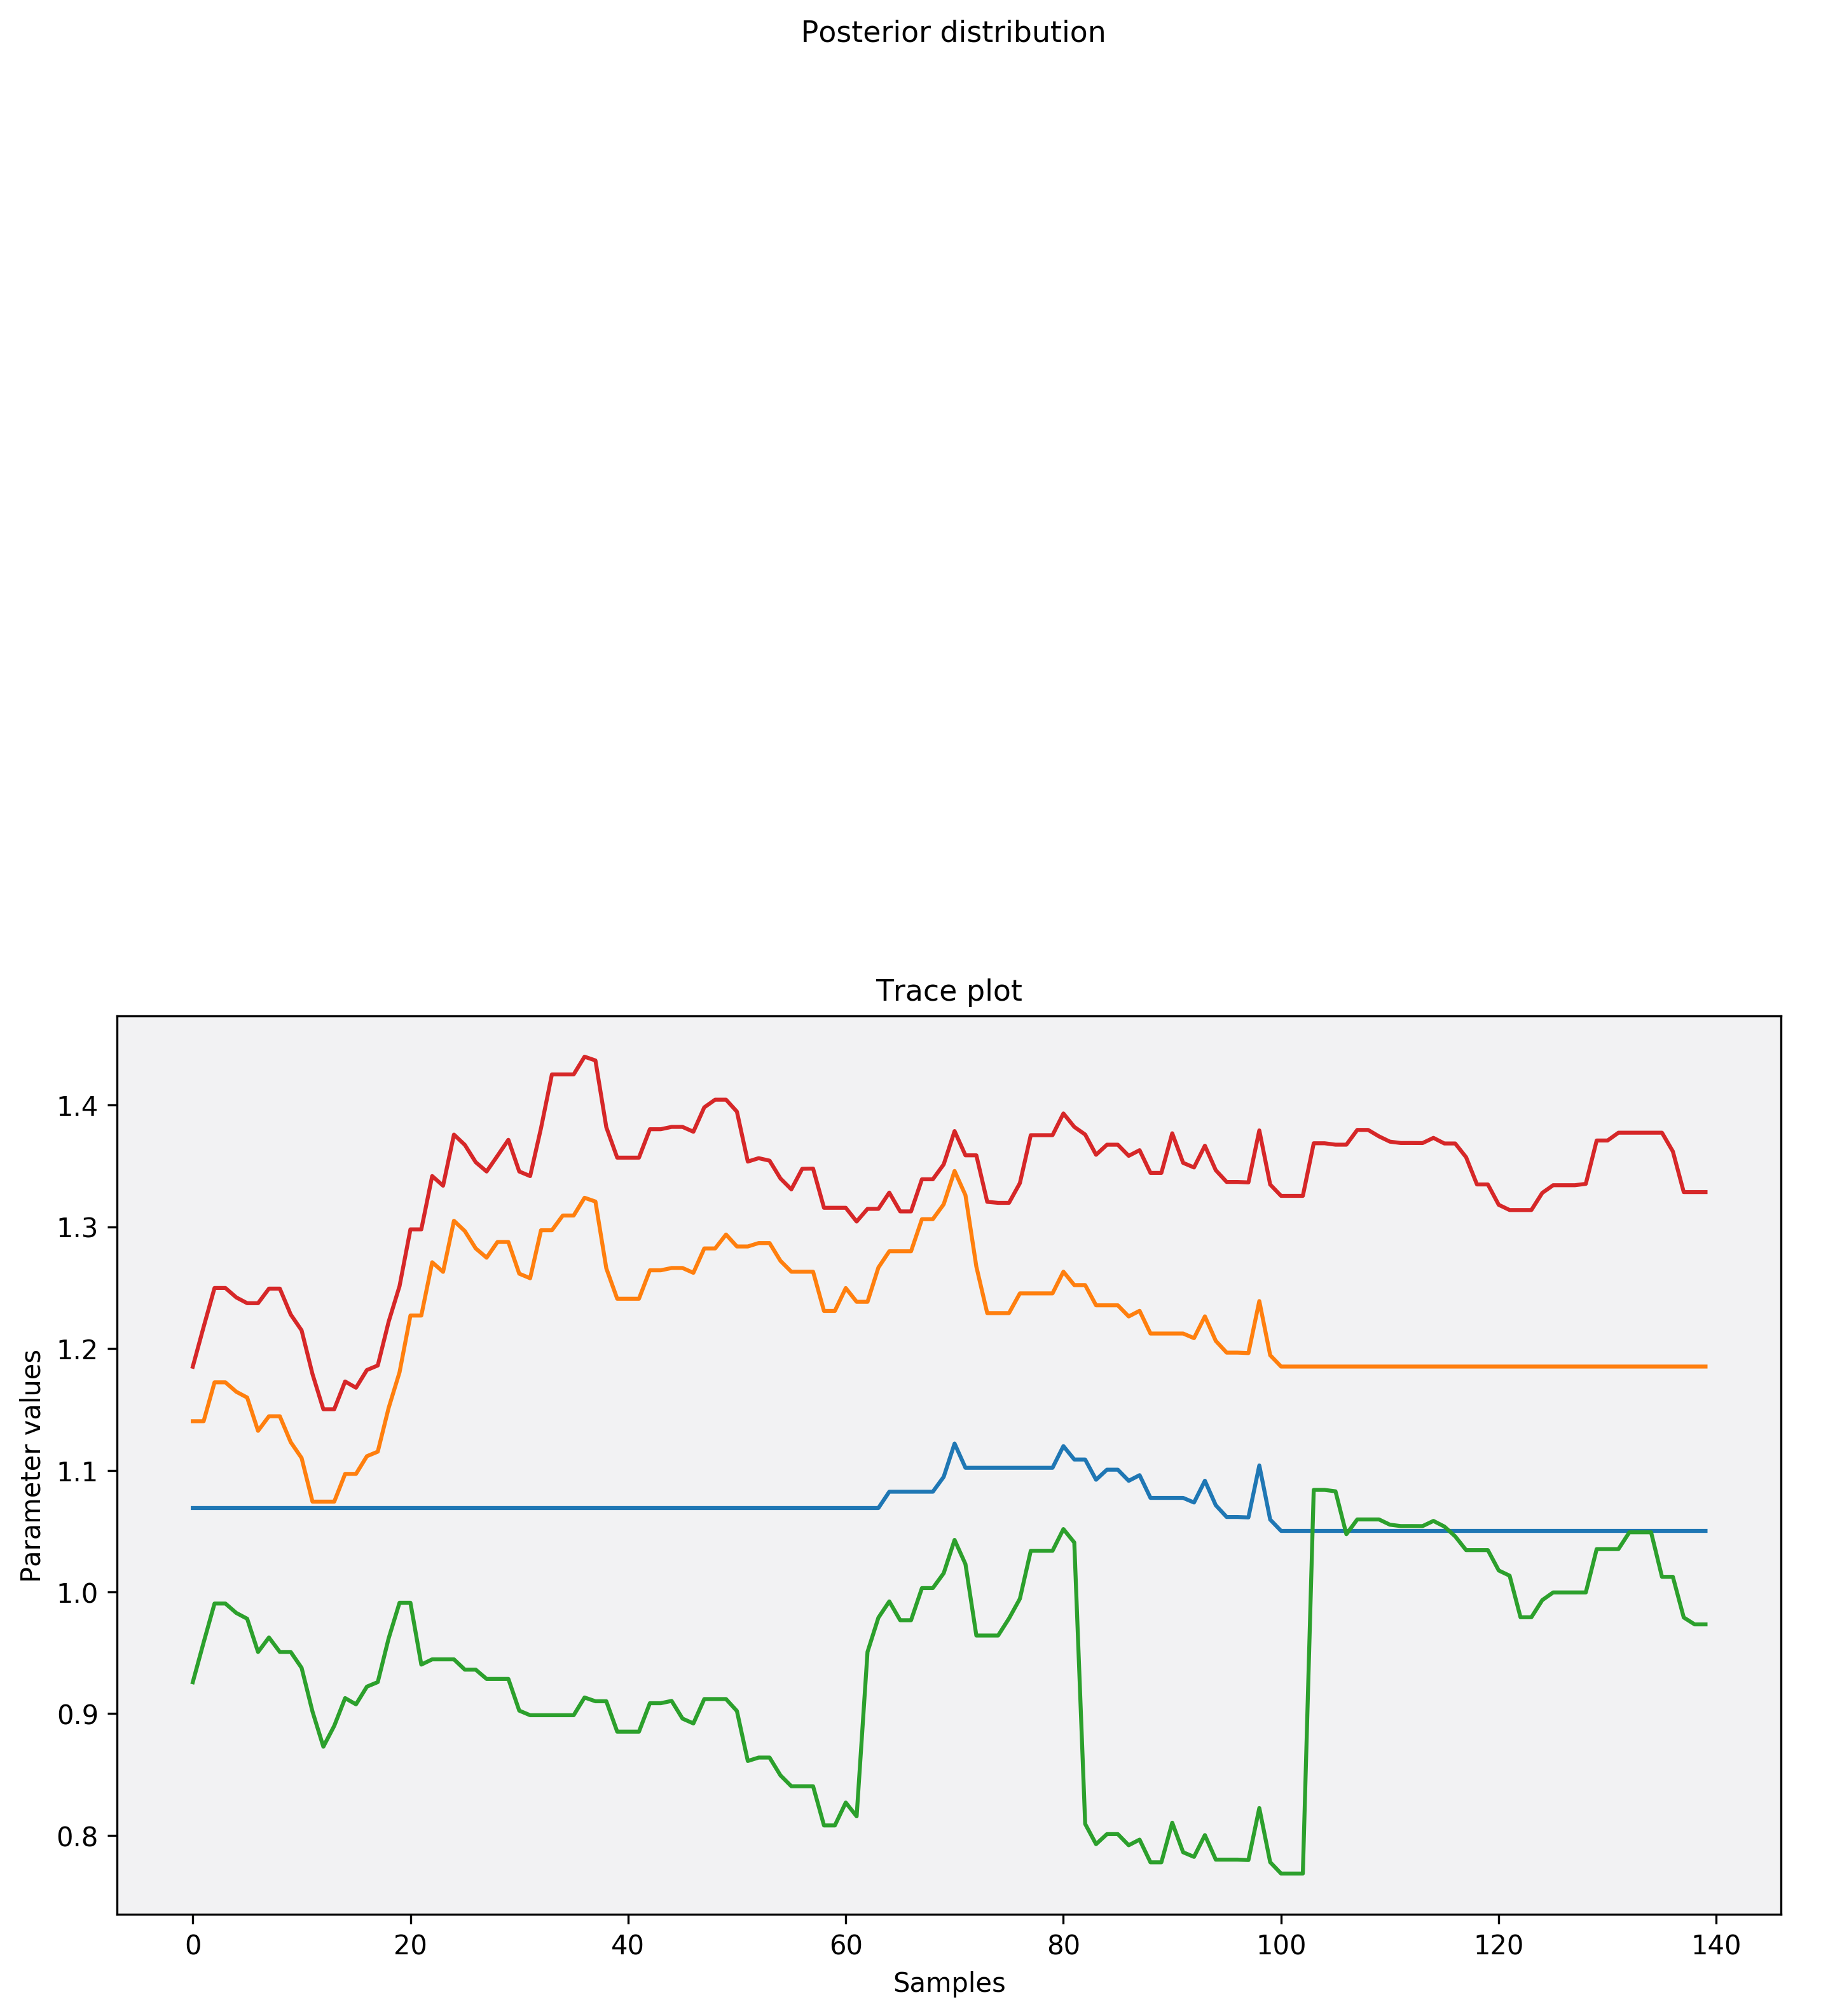 Posterior distribution
Trace plot
1.4
1.3
1.2
1.1
1.0
0.9
0.8
Parameter values
0 20 40 60 80 100 120 140
Samples